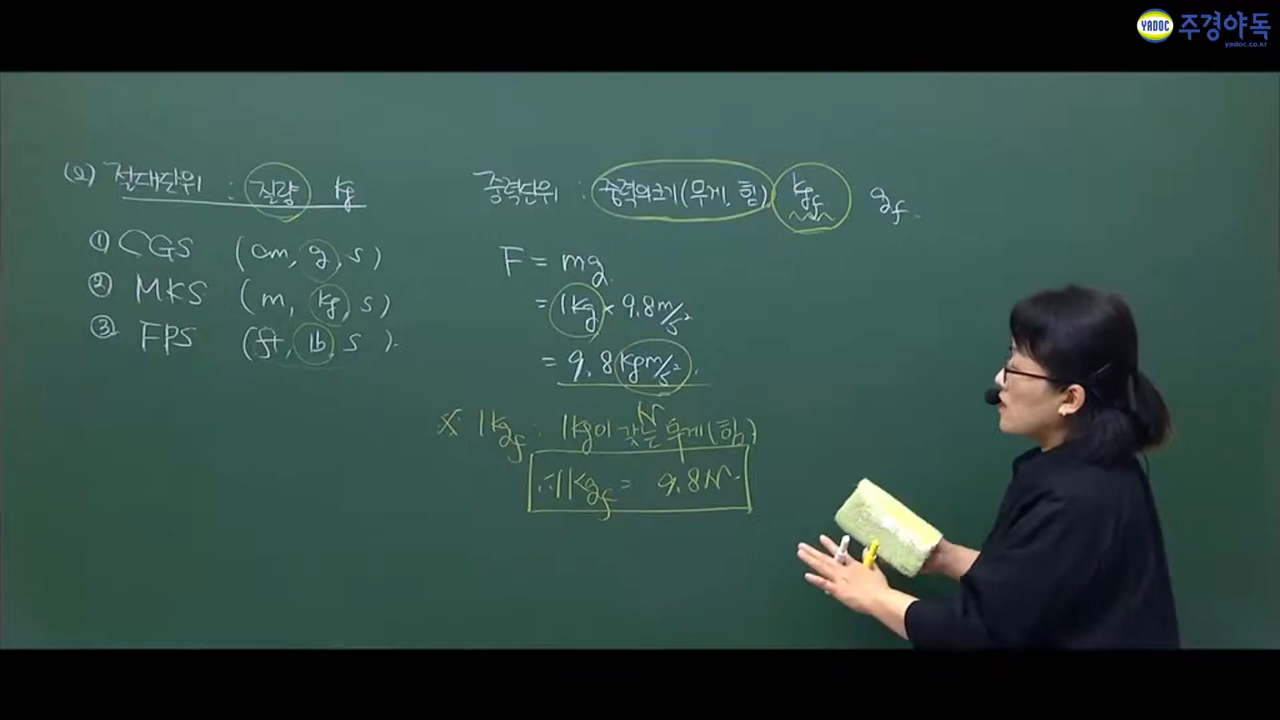 YADOC 주경야독
yadoc.co.kr
(2) 절대단위 : 질량 kg
① CGS (cm, g, s)
② MKS (m, kg, s)
③ FPS (ft, lb, s).
중력단위 : 중력의크기(무게, 힘) kgf gf.
F = mg.
= 1kg × 9.8m/s²
= 9.8kgm/s².
N
※ 1kgf : 1kg이 갖는 무게(힘)
∴ 1kgf = 9.8N.